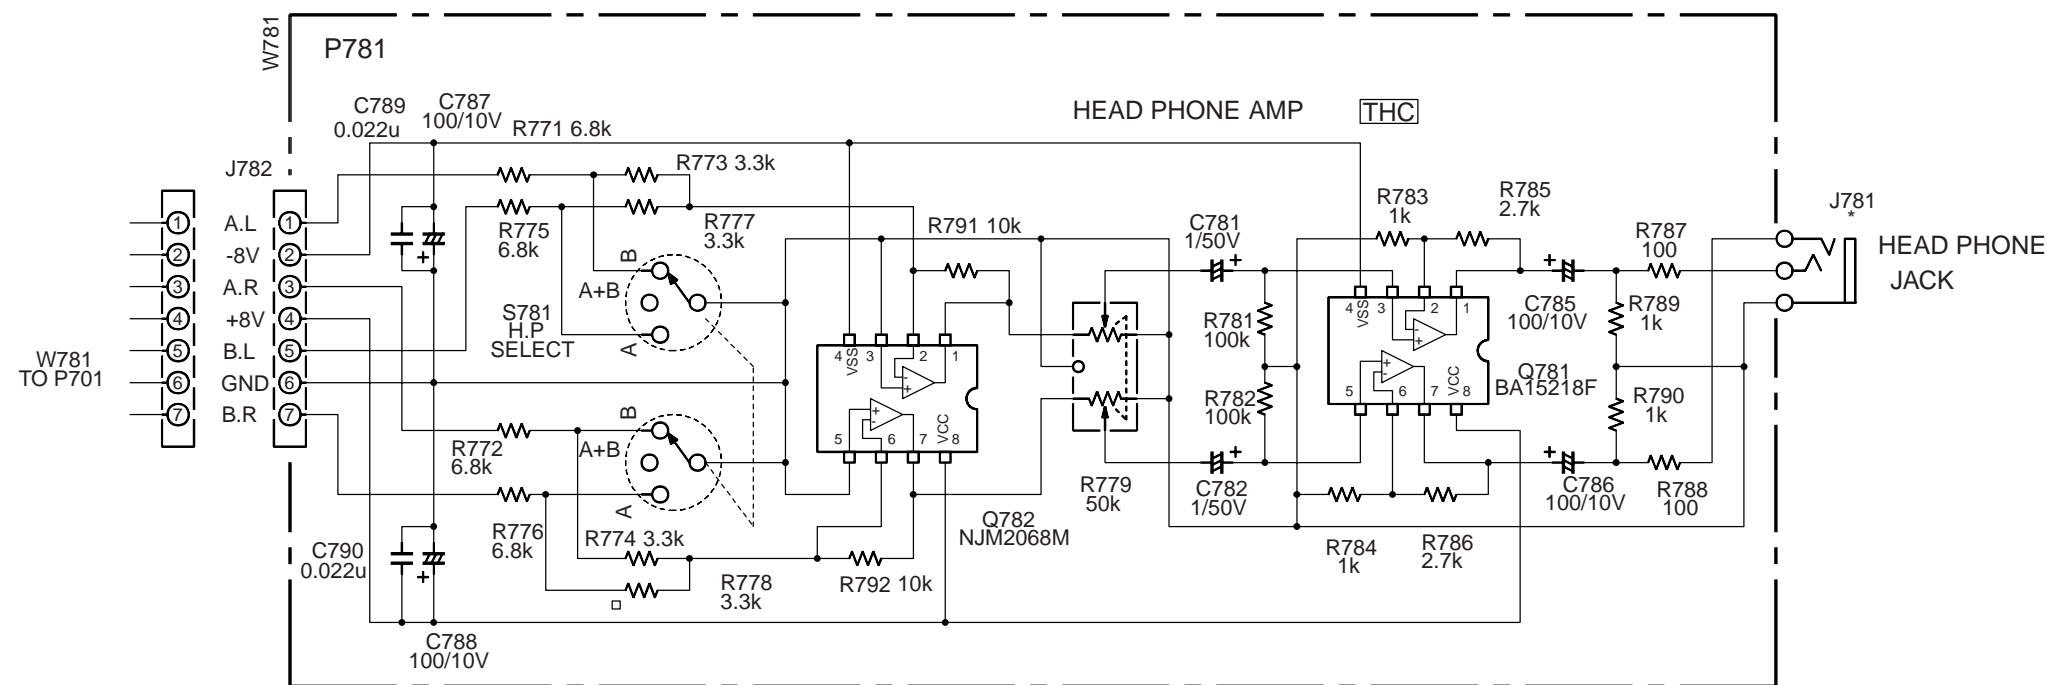 W781
P781
C789
0.022u
C787
100/10V
R771 6.8k
R773 3.3k
HEAD PHONE AMP
THC
J782
1
A.L
1
2
-8V
2
3
A.R
3
4
+8V
4
5
B.L
5
6
GND
6
7
B.R
7
W781
TO P701
+
R775
6.8k
R777
3.3k
B
A+B
A
S781
H.P
SELECT
R791 10k
C781
1/50V
+
R783
1k
R785
2.7k
+
C785
100/10V
R787
100
R789
1k
J781
*
HEAD PHONE
JACK
4
VSS
3
2
1
-
+
+
-
5
6
7
VCC
8
Q782
NJM2068M
R781
100k
R782
100k
4
VSS
3
2
1
-
+
+
-
5
6
7
VCC
8
Q781
BA15218F
R790
1k
R772
6.8k
B
A+B
A
R776
6.8k
R774 3.3k
R778
3.3k
R792 10k
R779
50k
+
C782
1/50V
R784
1k
R786
2.7k
+
C786
100/10V
R788
100
C790
0.022u
+
C788
100/10V